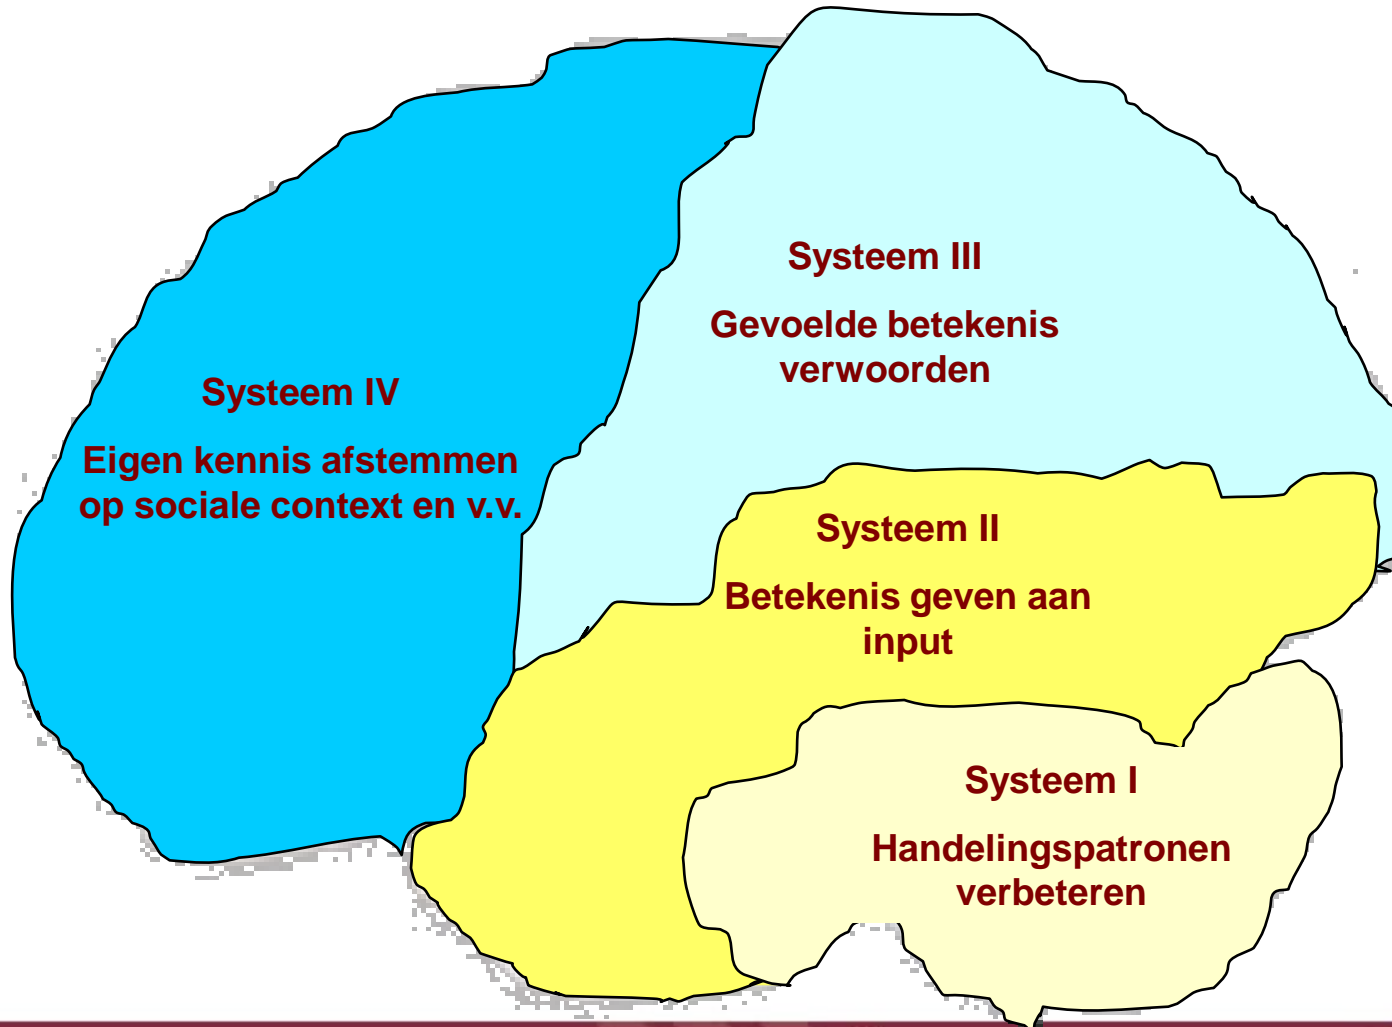 Systeem III
Gevoelde betekenis
verwoorden
Systeem IV
Eigen kennis afstemmen
op sociale context en v.v.
Systeem II
Betekenis geven aan
input
Systeem I
Handelingspatronen
verbeteren